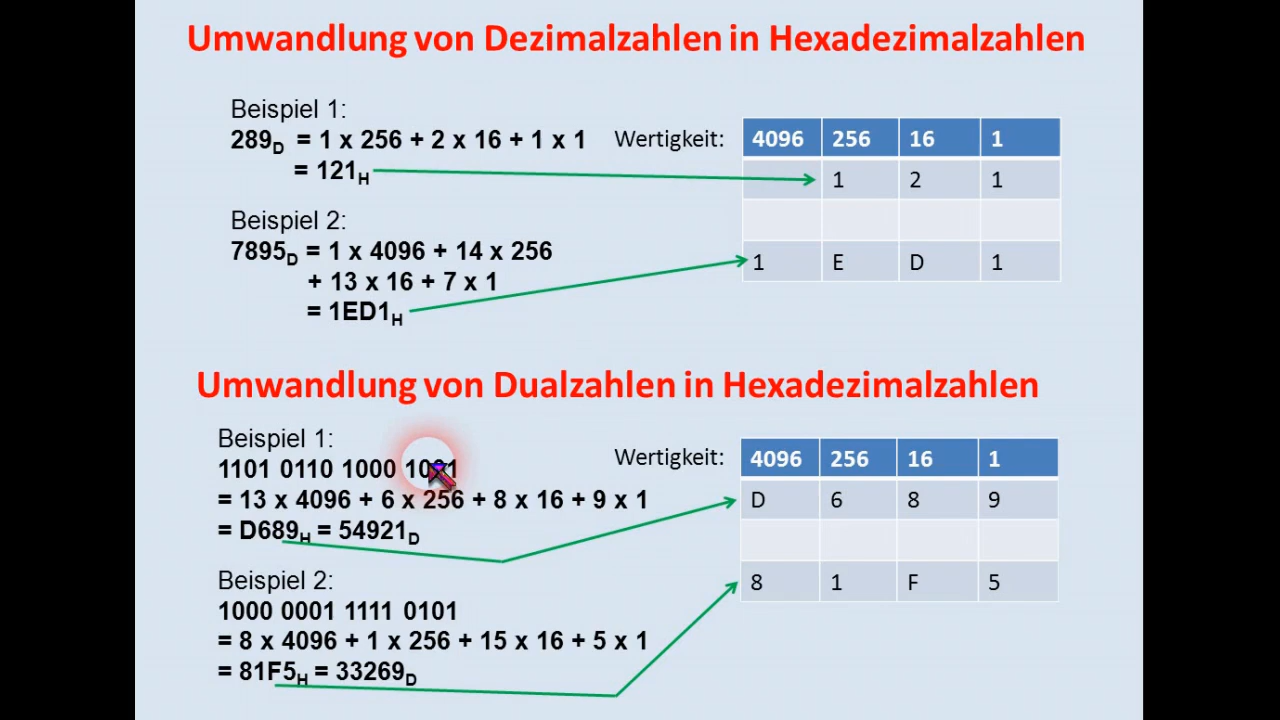 Umwandlung von Dezimalzahlen in Hexadezimalzahlen
Beispiel 1:
289D = 1 x 256 + 2 x 16 + 1 x 1
= 121H
Wertigkeit:
4096 256 16 1
1 2 1
1 E D 1
Beispiel 2:
7895D = 1 x 4096 + 14 x 256
+ 13 x 16 + 7 x 1
= 1ED1H
Umwandlung von Dualzahlen in Hexadezimalzahlen
Beispiel 1:
1101 0110 1000 1001
= 13 x 4096 + 6 x 256 + 8 x 16 + 9 x 1
= D689H = 54921D
Wertigkeit:
4096 256 16 1
D 6 8 9
8 1 F 5
Beispiel 2:
1000 0001 1111 0101
= 8 x 4096 + 1 x 256 + 15 x 16 + 5 x 1
= 81F5H = 33269D